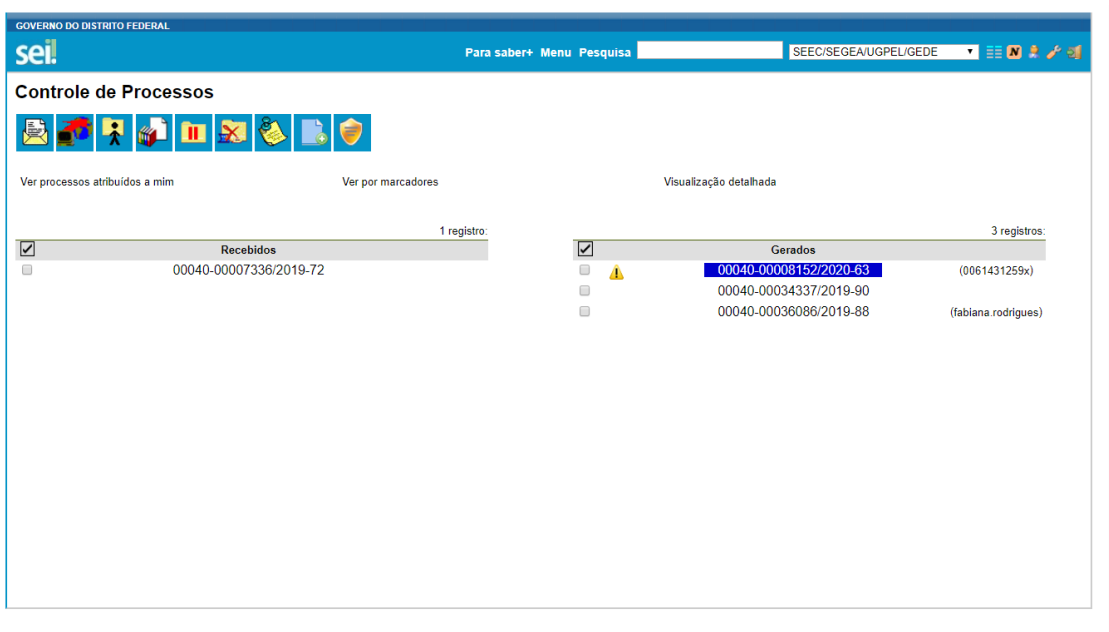 GOVERNO DO DISTRITO FEDERAL
sei!
Para saber+ Menu Pesquisa
SEEC/SEGEA/UGPEL/GEDE
N
Controle de Processos
Ver processos atribuídos a mim
Ver por marcadores
Visualização detalhada
1 registro:
3 registros:
Recebidos
Gerados
00040-00007336/2019-72
00040-00008152/2020-63 (0061431259x)
00040-00034337/2019-90
00040-00036086/2019-88 (fabiana.rodrigues)